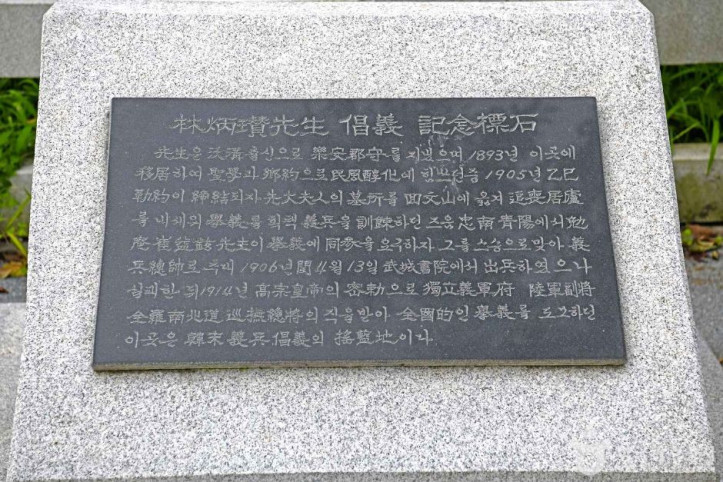 林炳瓚先生 倡義 記念標石
先生은 沃溝출신으로 樂安郡守를 지냈으며 1893년 이곳에
移居하여 聖學과 鄕約으로 民風醇化에 힘쓰던중 1905년 乙巳
勒約이 締結되자 先大夫人의 墓所를 回文山에 옮겨 追喪居廬
를 마치고 擧義를 획책 義兵을 訓練하던 즈음 忠南靑陽에서 勉
庵 崔益鉉先生이 擧義에 同參을 요구하자 그를 스승으로 맞아 義
兵總帥로 추대 1906년 閏4월 13일 武城書院에서 出兵하였으나
실패한 뒤 1914년 高宗皇帝의 密勅으로 獨立義軍府 陸軍副將
全羅南北道 巡撫總將의 직을 받아 全國的인 擧義를 도모하던
이곳은 韓末 義兵倡義의 搖籃地이다